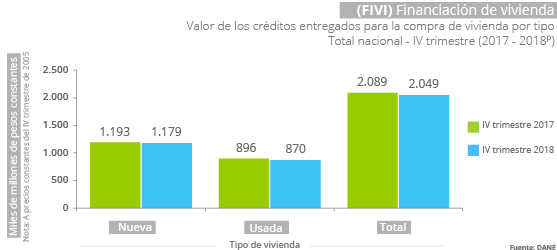 (FIVI) Financiación de vivienda
Valor de los créditos entregados para la compra de vivienda por tipo
Total nacional - IV trimestre (2017 - 2018ᵖ)
Miles de millones de pesos constantes
Nota: A precios constantes del IV trimestre de 2005
2.500
2.000
1.500
1.000
500
0
1.193
1.179
896
870
2.089
2.049
Nueva
Usada
Total
Tipo de vivienda
IV trimestre 2017
IV trimestre 2018
Fuente: DANE